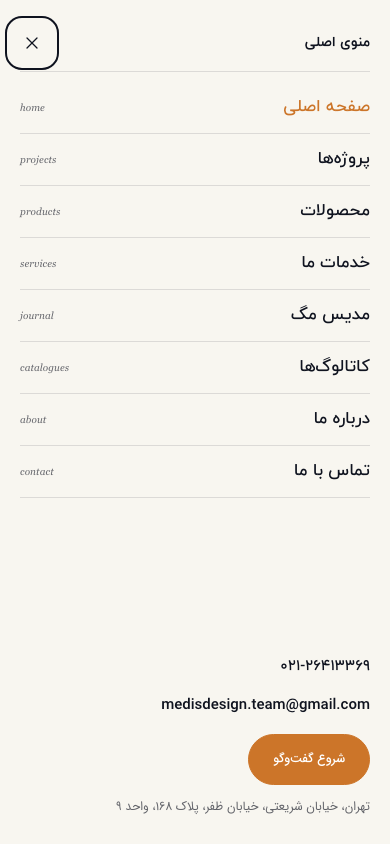 منوی اصلی
صفحه اصلی home
پروژه‌ها projects
محصولات products
خدمات ما services
مدیس مگ journal
کاتالوگ‌ها catalogues
درباره ما about
تماس با ما contact
۰۲۱-۲۶۴۱۳۳۶۹
medisdesign.team@gmail.com
شروع گفت‌وگو
تهران، خیابان شریعتی، خیابان ظفر، پلاک ۱۶۸، واحد ۹